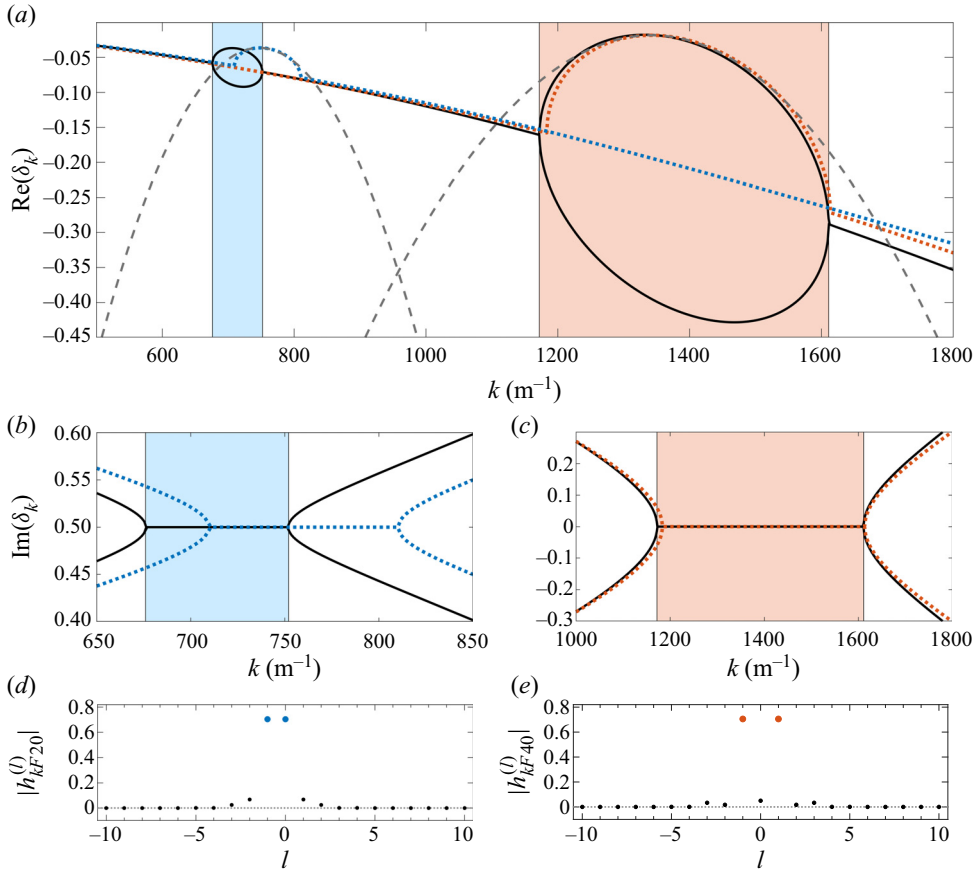 (a)
−0.05
−0.10
−0.15
−0.20
−0.25
−0.30
−0.35
−0.40
−0.45
Re(δk)
600 800 1000 1200 1400 1600 1800
k (m−1)
(b)
0.60
0.55
0.50
0.45
0.40
Im(δk)
650 700 750 800 850
k (m−1)
(c)
0.2
0.1
0
−0.1
−0.2
−0.3
1000 1200 1400 1600 1800
k (m−1)
(d)
0.8
0.6
0.4
0.2
0
|h(l)kF20|
−10 −5 0 5 10
l
(e)
0.8
0.6
0.4
0.2
0
|h(l)kF40|
−10 −5 0 5 10
l